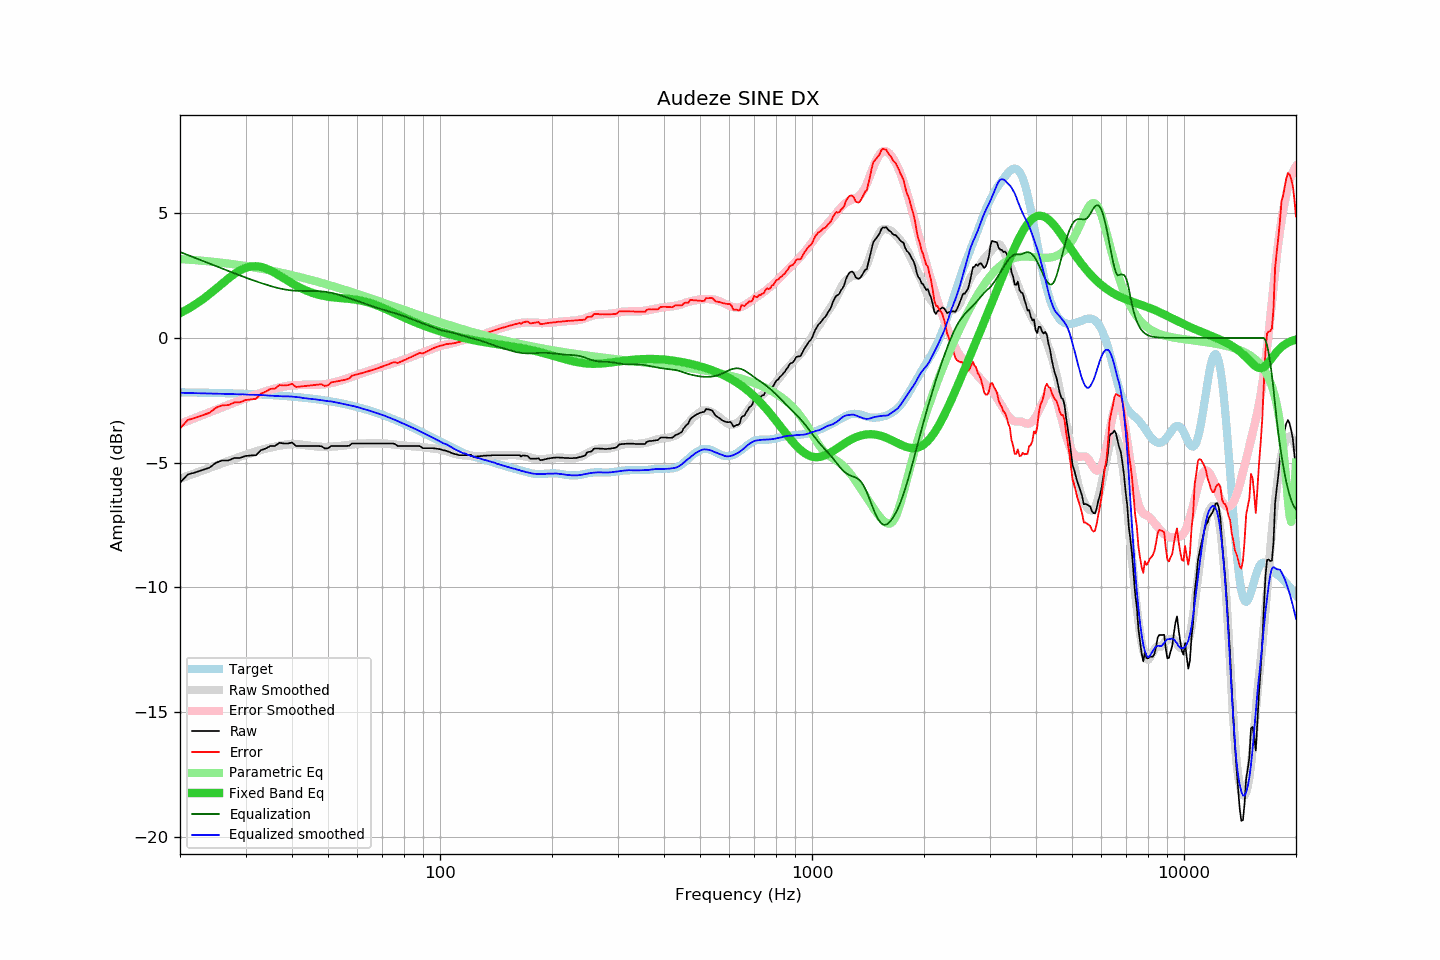 Audeze SINE DX
5
0
−5
−10
−15
−20
Amplitude (dBr)
Target
Raw Smoothed
Error Smoothed
Raw
Error
Parametric Eq
Fixed Band Eq
Equalization
Equalized smoothed
100
1000
10000
Frequency (Hz)